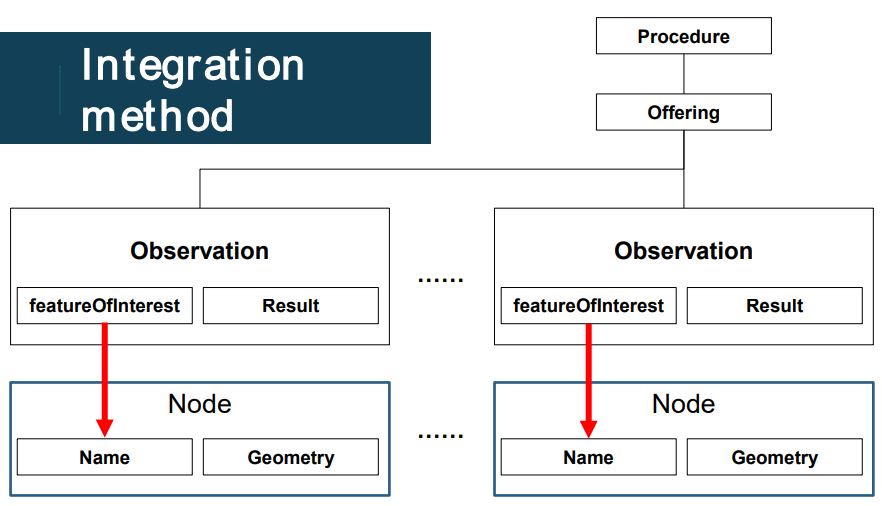 Integration
method
Procedure
Offering
Observation
featureOfInterest
Result
......
Observation
featureOfInterest
Result
Node
Name
Geometry
......
Node
Name
Geometry